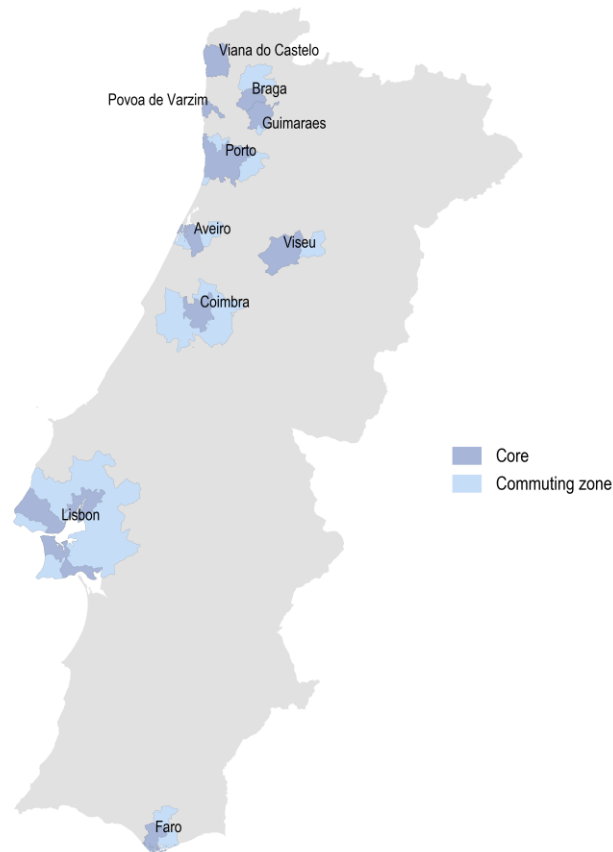 Viana do Castelo
Braga
Povoa de Varzim
Guimaraes
Porto
Aveiro
Viseu
Coimbra
Core
Commuting zone
Lisbon
Faro